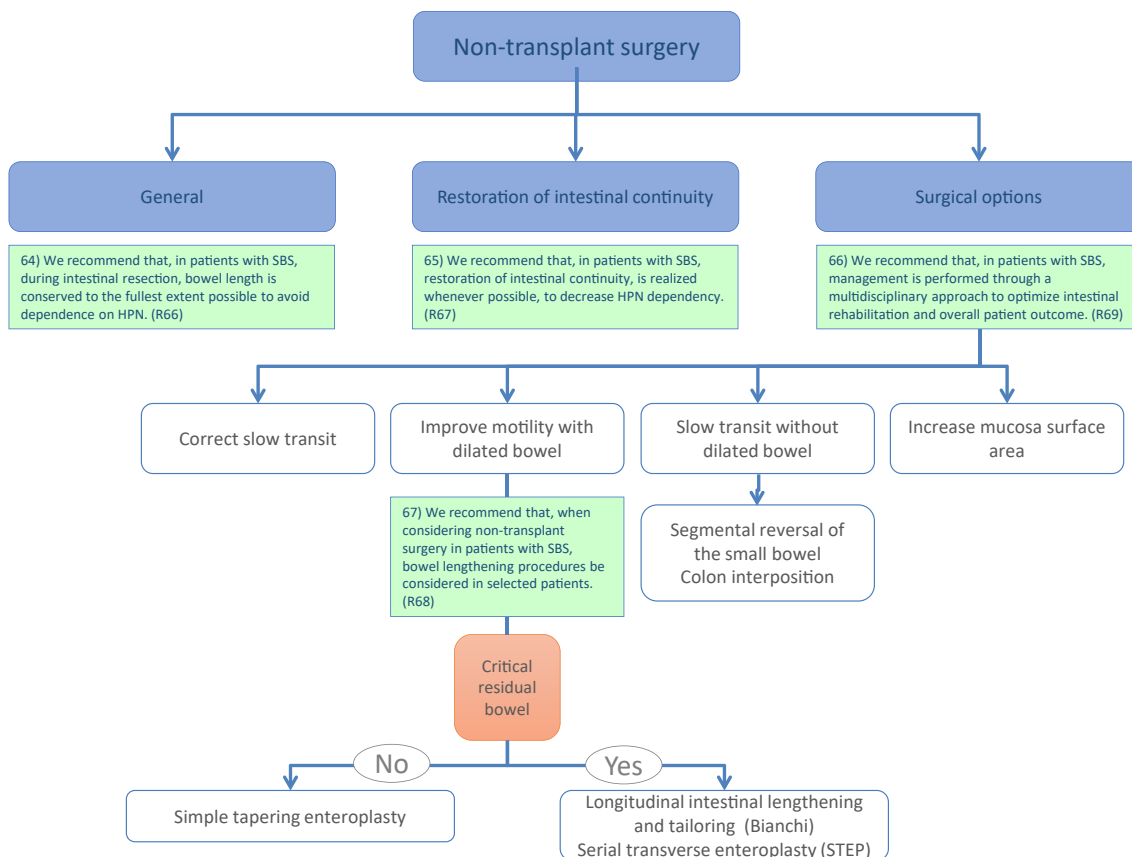 Non-transplant surgery
General
Restoration of intestinal continuity
Surgical options
64) We recommend that, in patients with SBS,
during intestinal resection, bowel length is
conserved to the fullest extent possible to avoid
dependence on HPN. (R66)
65) We recommend that, in patients with SBS,
restoration of intestinal continuity, is realized
whenever possible, to decrease HPN dependency.
(R67)
66) We recommend that, in patients with SBS,
management is performed through a
multidisciplinary approach to optimize intestinal
rehabilitation and overall patient outcome. (R69)
Correct slow transit
Improve motility with
dilated bowel
Slow transit without
dilated bowel
Increase mucosa surface
area
67) We recommend that, when
considering non-transplant
surgery in patients with SBS,
bowel lengthening procedures be
considered in selected patients.
(R68)
Segmental reversal of
the small bowel
Colon interposition
Critical
residual
bowel
No
Yes
Simple tapering enteroplasty
Longitudinal intestinal lengthening
and tailoring (Bianchi)
Serial transverse enteroplasty (STEP)